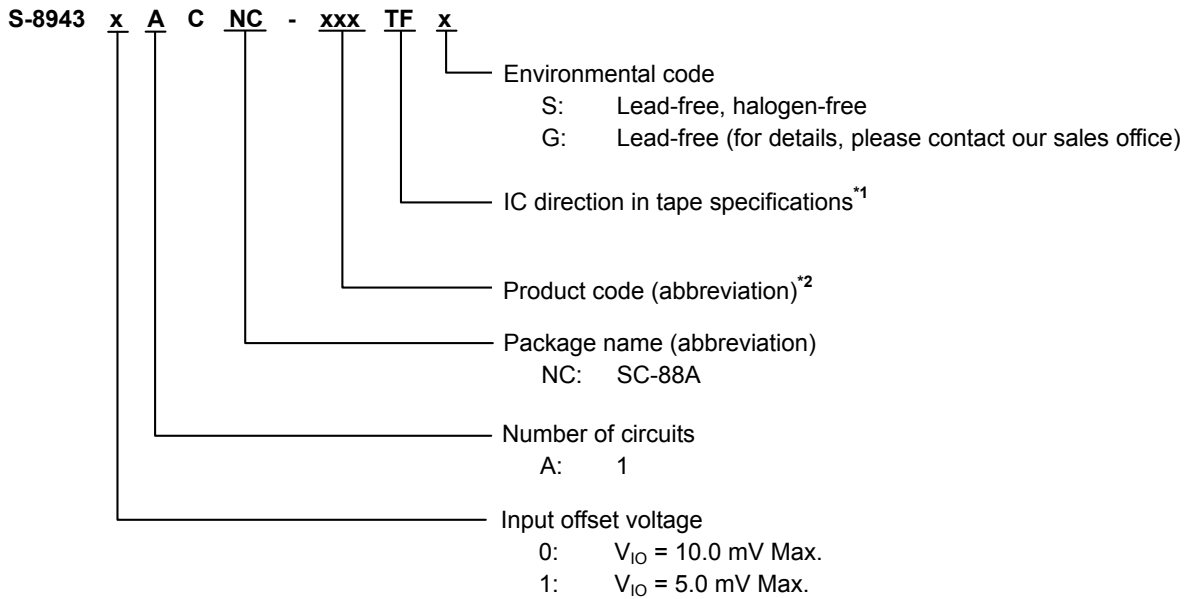 S-8943 x A C NC - xxx TF x
Environmental code
S: Lead-free, halogen-free
G: Lead-free (for details, please contact our sales office)
IC direction in tape specifications*1
Product code (abbreviation)*2
Package name (abbreviation)
NC: SC-88A
Number of circuits
A: 1
Input offset voltage
0: VIO = 10.0 mV Max.
1: VIO = 5.0 mV Max.